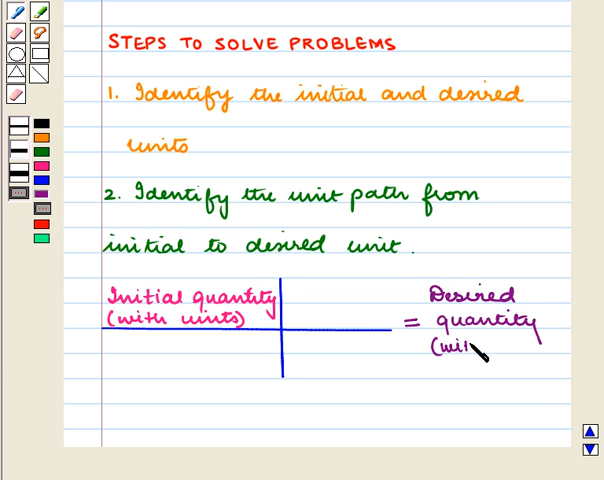 STEPS TO SOLVE PROBLEMS
1. Identify the initial and desired
units
2. Identify the unit path from
initial to desired unit.
Initial quantity
(with units)
= Desired
quantity
(wit